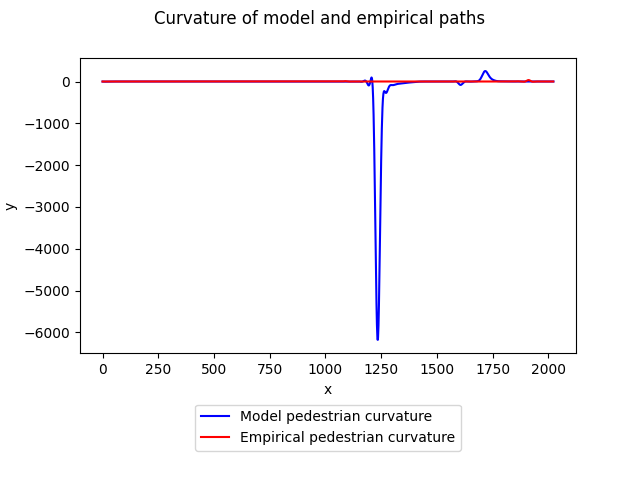 Curvature of model and empirical paths
0
−1000
−2000
−3000
−4000
−5000
−6000
y
0 250 500 750 1000 1250 1500 1750 2000
x
Model pedestrian curvature
Empirical pedestrian curvature